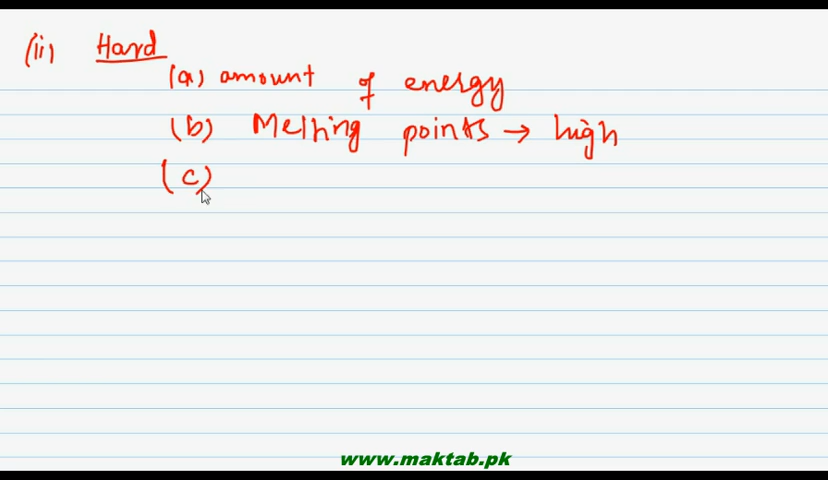 (ii) Hard
(a) amount of energy
(b) Melting points → high
(c)
www.maktab.pk